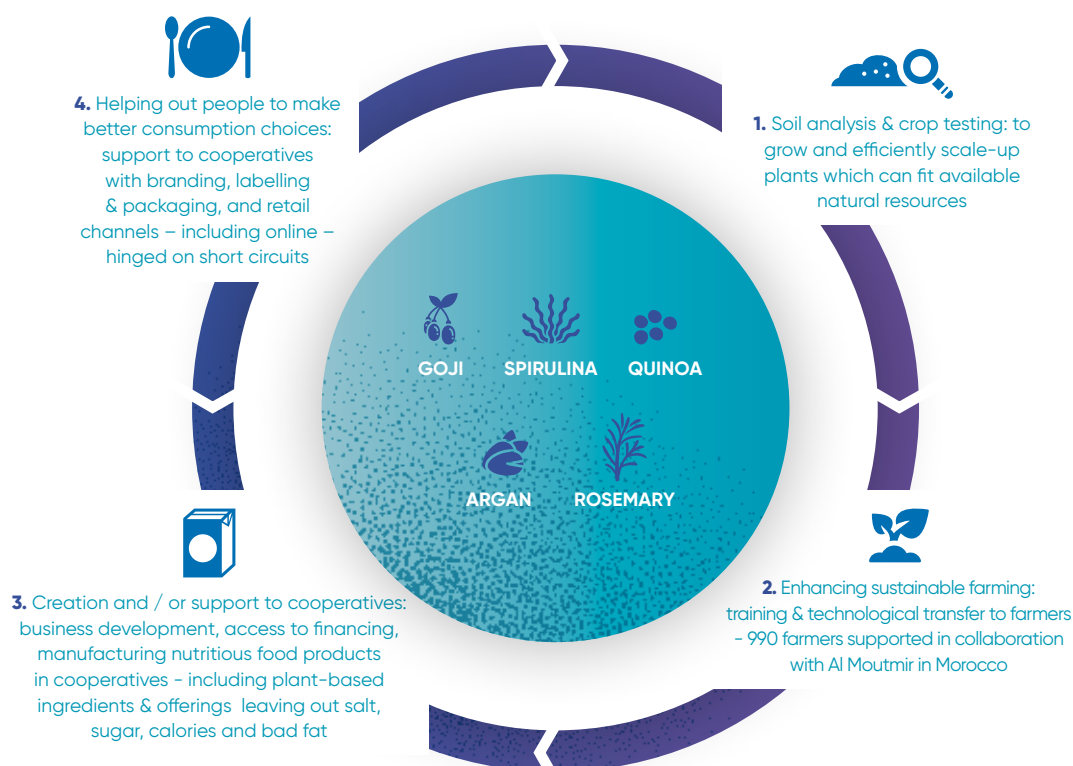 1. Soil analysis & crop testing: to
grow and efficiently scale-up
plants which can fit available
natural resources
2. Enhancing sustainable farming:
training & technological transfer to farmers
- 990 farmers supported in collaboration
with Al Moutmir in Morocco
3. Creation and / or support to cooperatives:
business development, access to financing,
manufacturing nutritious food products
in cooperatives - including plant-based
ingredients & offerings leaving out salt,
sugar, calories and bad fat
4. Helping out people to make
better consumption choices:
support to cooperatives
with branding, labelling
& packaging, and retail
channels – including online –
hinged on short circuits
GOJI SPIRULINA QUINOA
ARGAN ROSEMARY